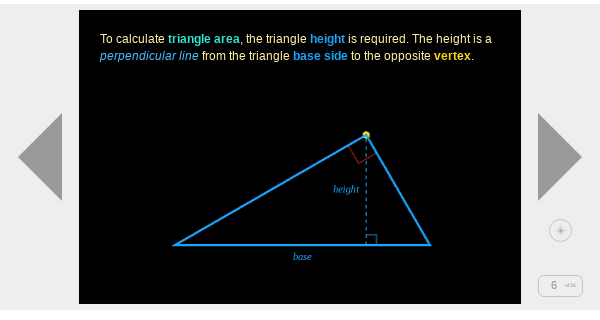 To calculate triangle area, the triangle height is required. The height is a
perpendicular line from the triangle base side to the opposite vertex.
height
base
6 of 36